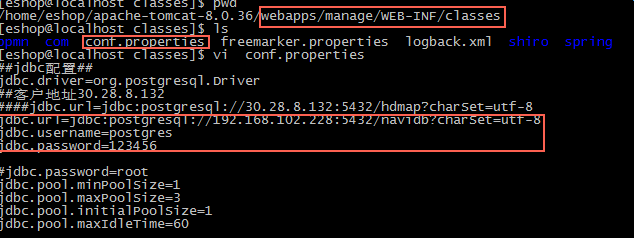 [eshop@localhost classes]$ pwd
/home/eshop/apache-tomcat-8.0.36/webapps/manage/WEB-INF/classes
[eshop@localhost classes]$ ls
com conf.properties freemarker.properties logback.xml shiro spring
[eshop@localhost classes]$ vi conf.properties
##jdbc配置##
jdbc.driver=org.postgresql.Driver
##客户地址30.28.8.132
####jdbc.url=jdbc:postgresql://30.28.8.132:5432/hdmap?charSet=utf-8
jdbc.url=jdbc:postgresql://192.168.102.228:5432/navidb?charSet=utf-8
jdbc.username=postgres
jdbc.password=123456
#jdbc.password=root
jdbc.pool.minPoolSize=1
jdbc.pool.maxPoolSize=3
jdbc.pool.initialPoolSize=1
jdbc.pool.maxIdleTime=60